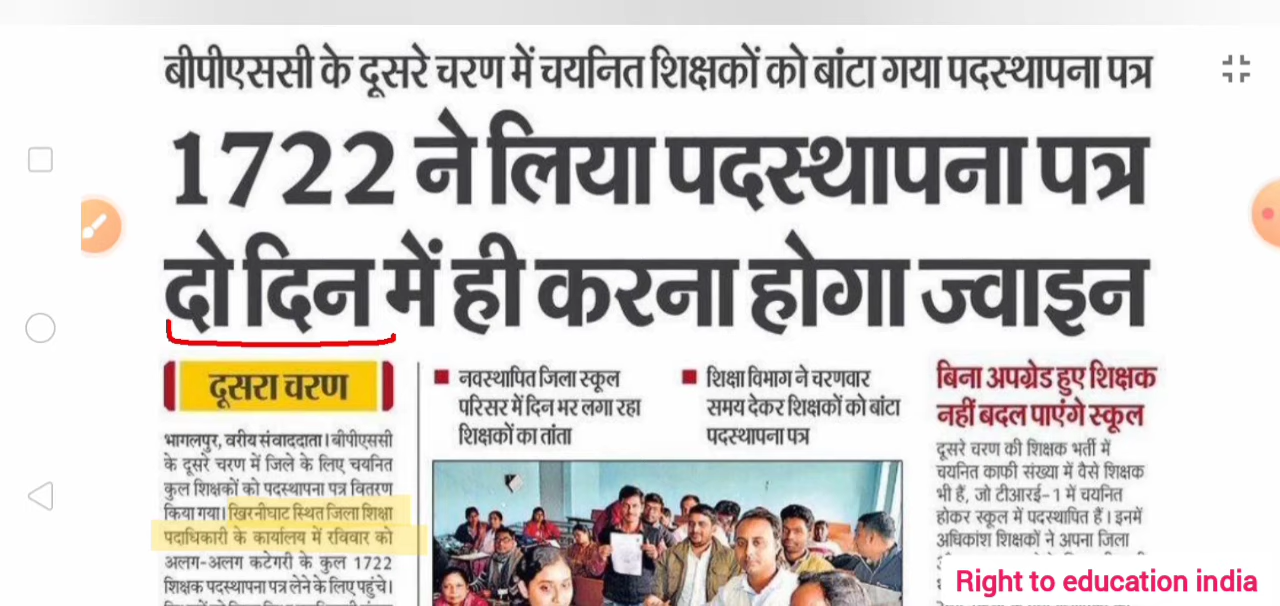 बीपीएससी के दूसरे चरण में चयनित शिक्षकों को बांटा गया पदस्थापना पत्र
1722 ने लिया पदस्थापना पत्र
दो दिन में ही करना होगा ज्वाइन
दूसरा चरण
भागलपुर, वरीय संवाददाता। बीपीएससी
के दूसरे चरण में जिले के लिए चयनित
कुल शिक्षकों को पदस्थापना पत्र वितरण
किया गया। खिरनीघाट स्थित जिला शिक्षा
पदाधिकारी के कार्यालय में रविवार को
अलग-अलग कटेगरी के कुल 1722
शिक्षक पदस्थापना पत्र लेने के लिए पहुंचे।
नवस्थापित जिला स्कूल
परिसर में दिन भर लगा रहा
शिक्षकों का तांता
शिक्षा विभाग ने चरणवार
समय देकर शिक्षकों को बांटा
पदस्थापना पत्र
बिना अपग्रेड हुए शिक्षक
नहीं बदल पाएंगे स्कूल
दूसरे चरण की शिक्षक भर्ती में
चयनित काफी संख्या में वैसे शिक्षक
भी हैं, जो टीआरई-1 में चयनित
होकर स्कूल में पदस्थापित हैं। इनमें
अधिकांश शिक्षकों ने अपना जिला
Right to education india